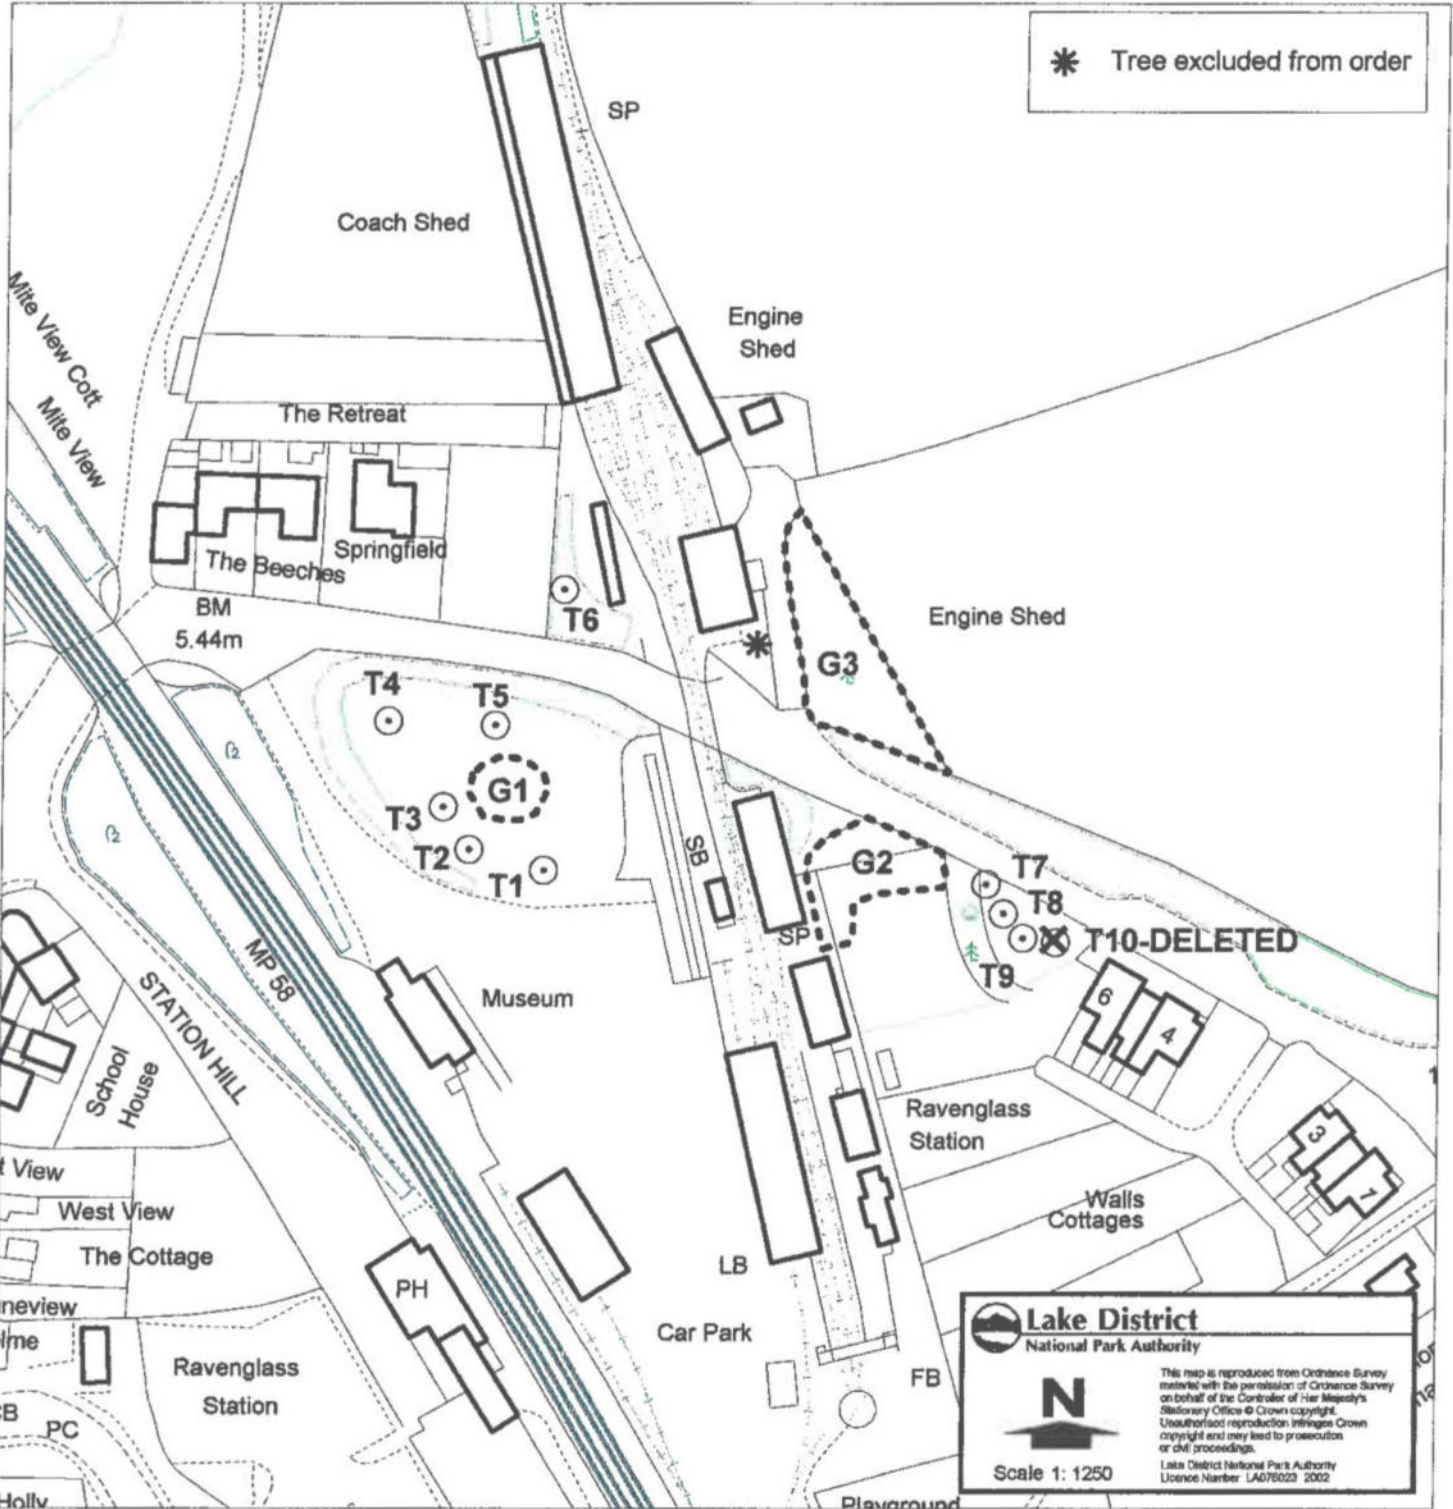 Tree excluded from order
SP
Coach Shed
Mite View Cott
Mite View
Engine
Shed
The Retreat
The Beeches
Springfield
BM
5.44m
T6
Engine Shed
G3
T4
T5
G1
T3
T2
T1
SB
G2
T7
T8
T10-DELETED
T9
SP
MP 58
STATION HILL
Museum
School
House
6
4
3
1
Ravenglass
Station
Walls
Cottages
t View
West View
The Cottage
neview
lme
PH
LB
Car Park
FB
Ravenglass
Station
CB
PC
Holly
Playground
Lake District
National Park Authority
N
Scale 1: 1250
This map is reproduced from Ordnance Survey
material with the permission of Ordnance Survey
on behalf of the Controller of Her Majesty's
Stationery Office © Crown copyright.
Unauthorised reproduction infringes Crown
copyright and may lead to prosecution
or civil proceedings.
Lake District National Park Authority
Licence Number LA076023 2002